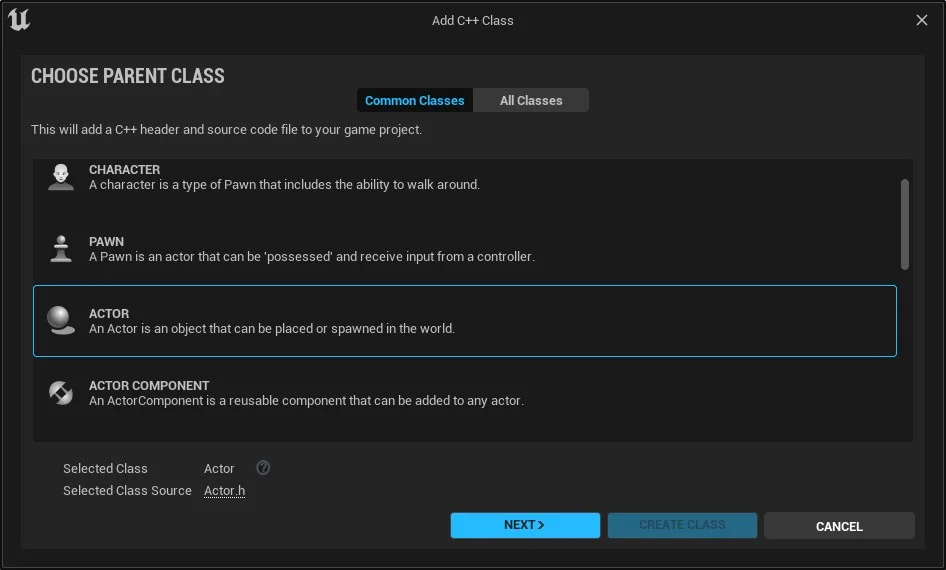 Add C++ Class
CHOOSE PARENT CLASS
Common Classes
All Classes
This will add a C++ header and source code file to your game project.
CHARACTER
A character is a type of Pawn that includes the ability to walk around.
PAWN
A Pawn is an actor that can be 'possessed' and receive input from a controller.
ACTOR
An Actor is an object that can be placed or spawned in the world.
ACTOR COMPONENT
An ActorComponent is a reusable component that can be added to any actor.
Selected Class Actor ?
Selected Class Source Actor.h
NEXT >
CREATE CLASS
CANCEL